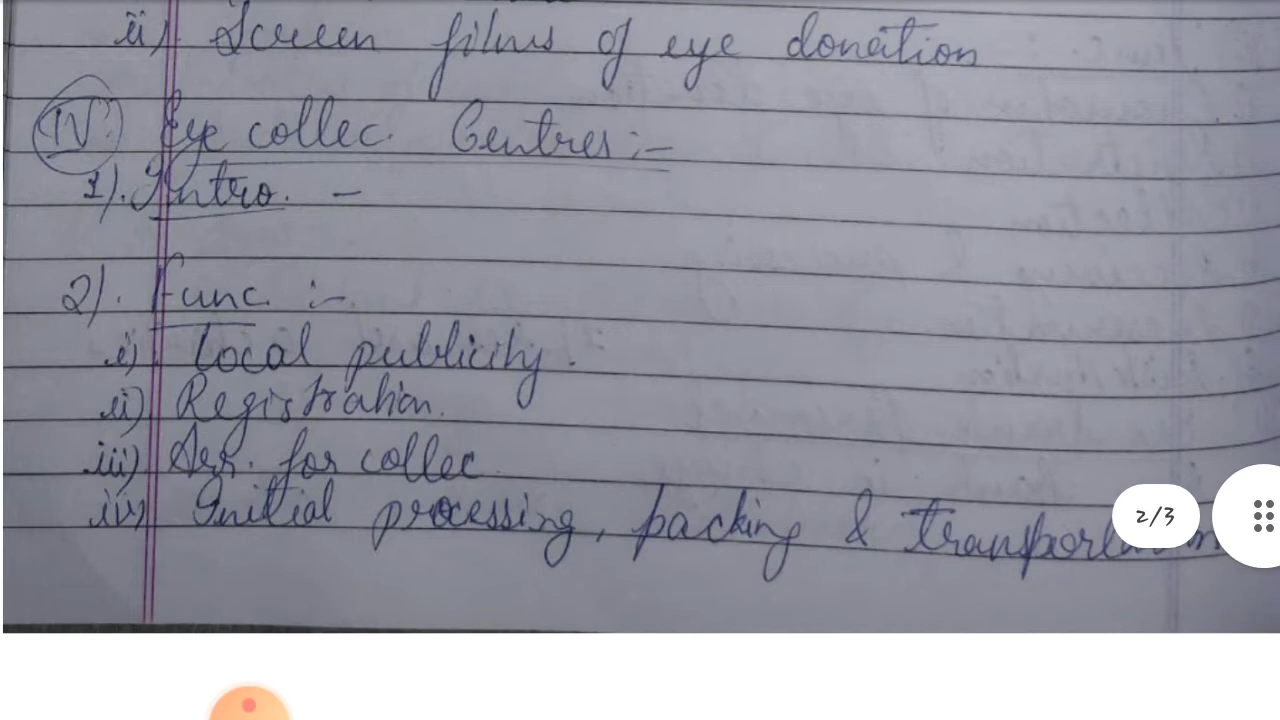 ii) Screen films of eye donation
IV Eye collec. Centres :-
1). Intro. -
2). Func :-
i) Local publicity.
ii) Registration.
iii) for collec.
iv) Initial processing, packing & transportation
2/3